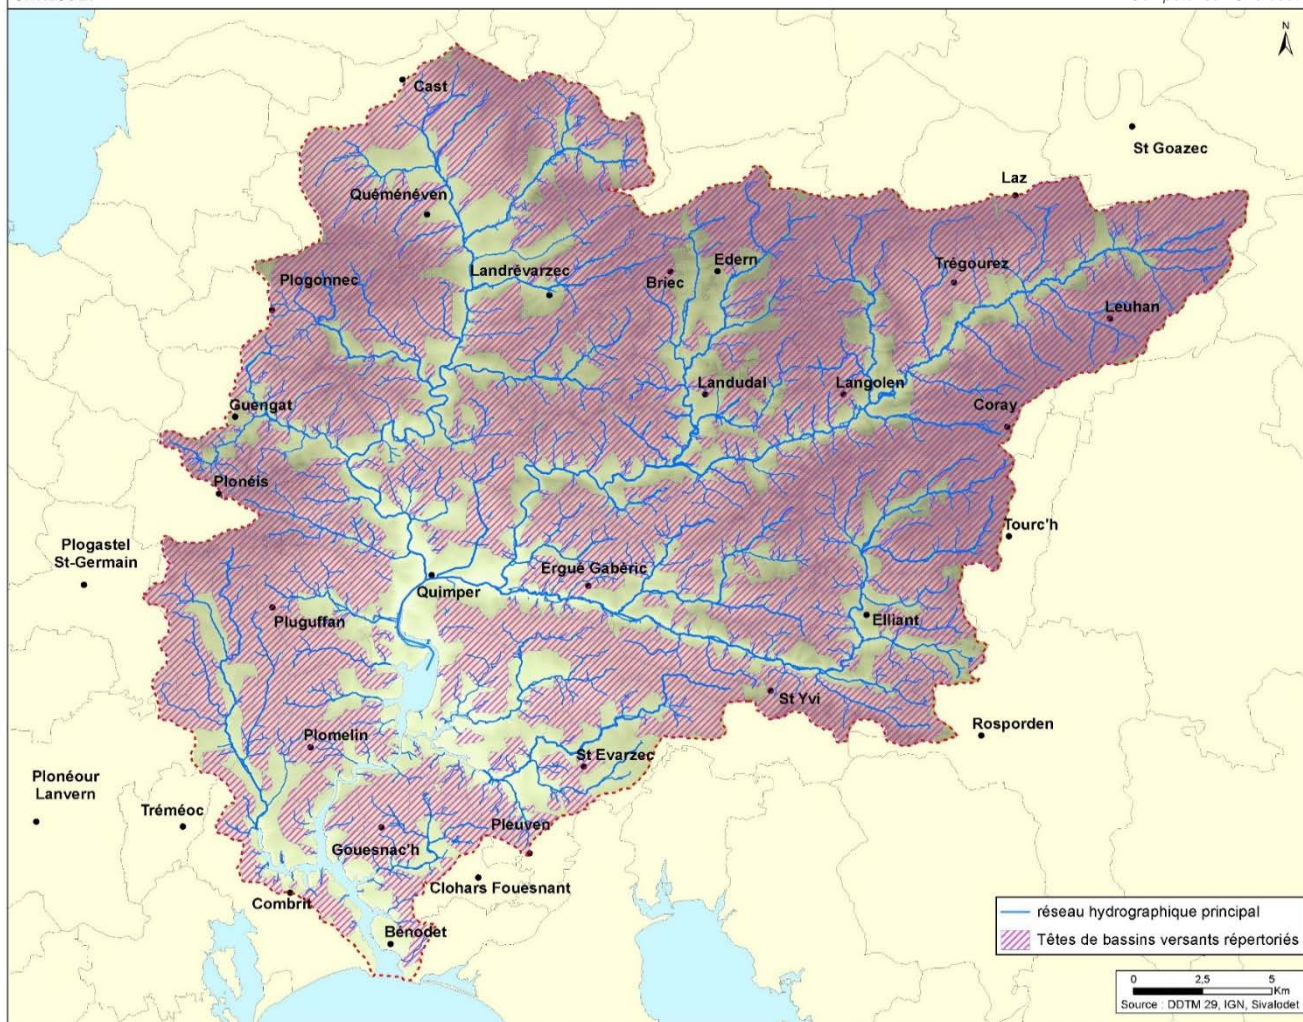 N
Cast
St Goazec
Laz
Quéménéven
Edern
Landrévarzec
Trégourez
Plogonnec
Briec
Leuhan
Landudal
Langolen
Guengat
Coray
Plonéis
Tourc'h
Plogastel
St-Germain
Ergué Gabéric
Quimper
Pluguffan
Elliant
St Yvi
Rosporden
Plomelin
St Evarzec
Plonéour
Lanvern
Tréméoc
Pleuven
Gouesnac'h
Clohars Fouesnant
Combrit
Bénodet
réseau hydrographique principal
Têtes de bassins versants répertoriés
0 2,5 5
Km
Source : DDTM 29, IGN, Sivalodet